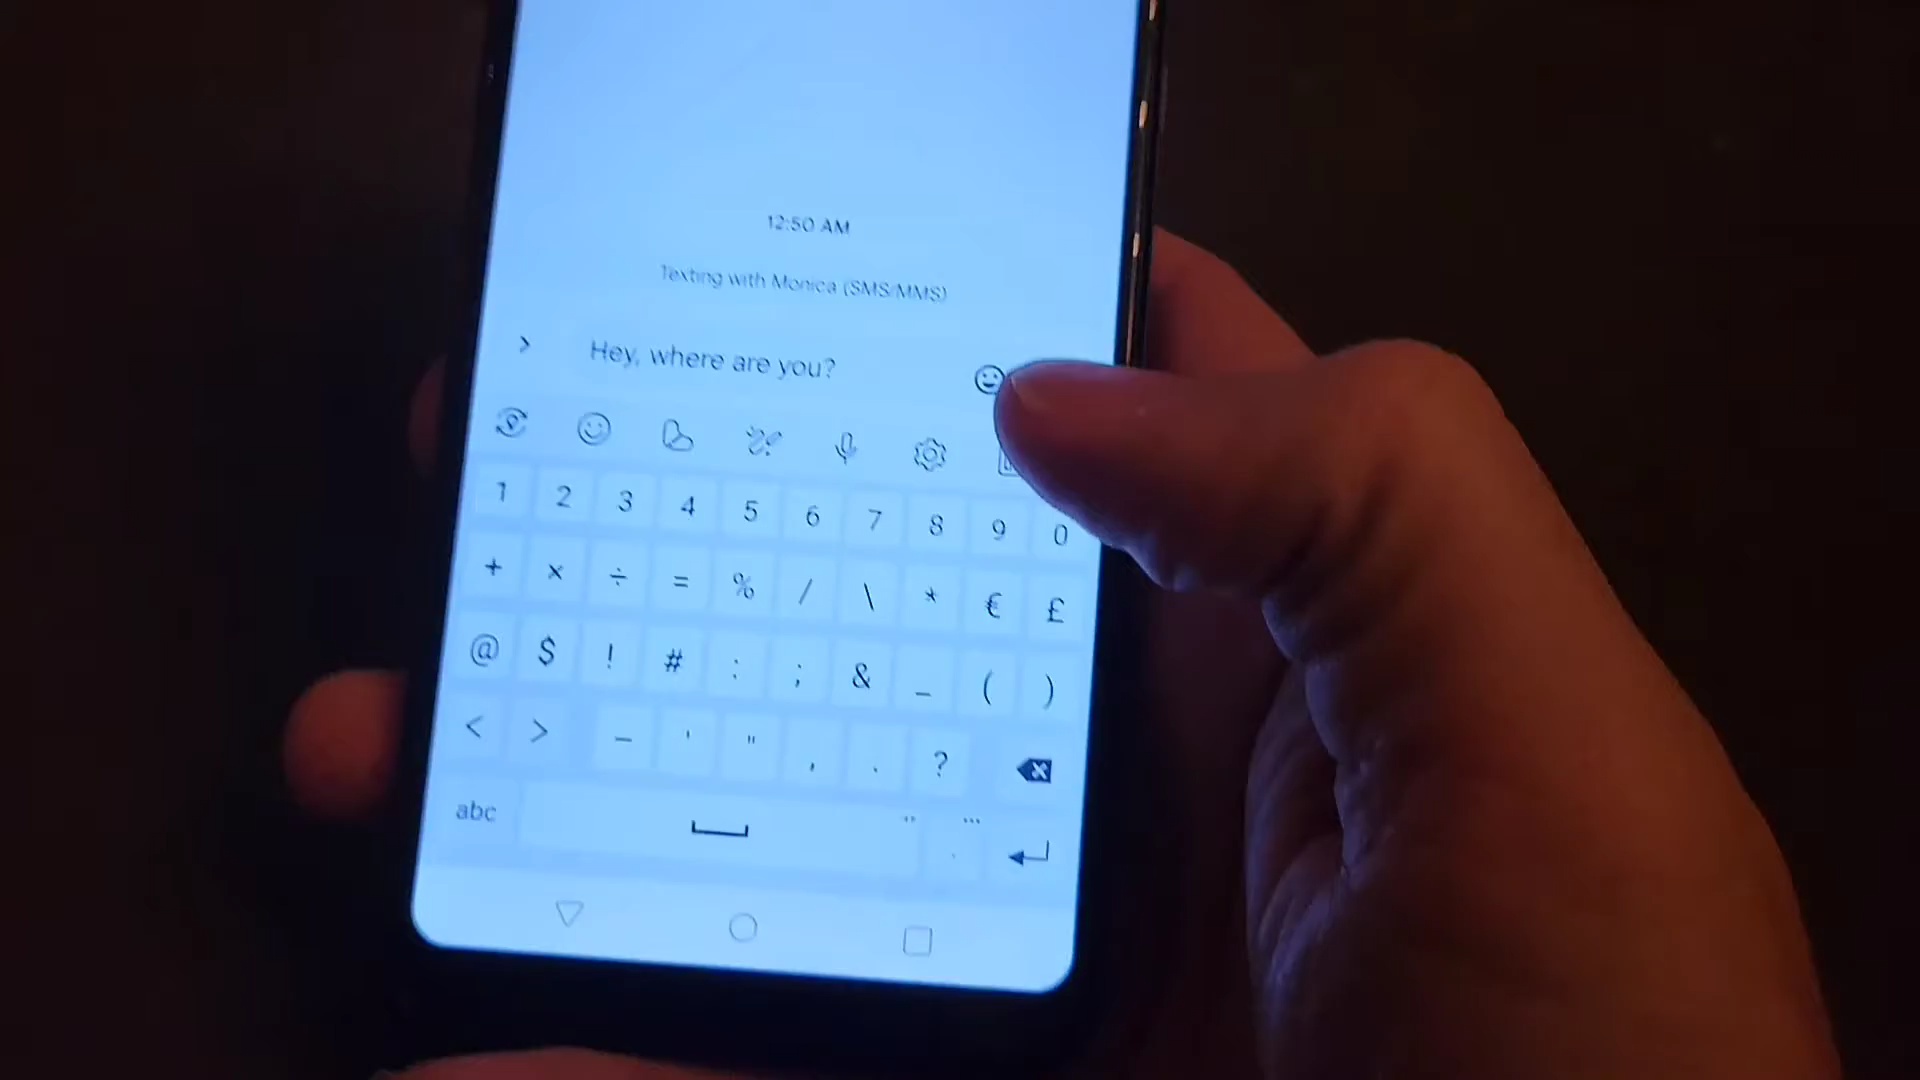 12:50 AM
Texting with Monica (SMS/MMS)
Hey, where are you?
1 2 3 4 5 6 7 8 9 0
+ × ÷ = % / \ * € £
@ $ ! # : ; & _ ( )
< > - ' " , . ?
abc .